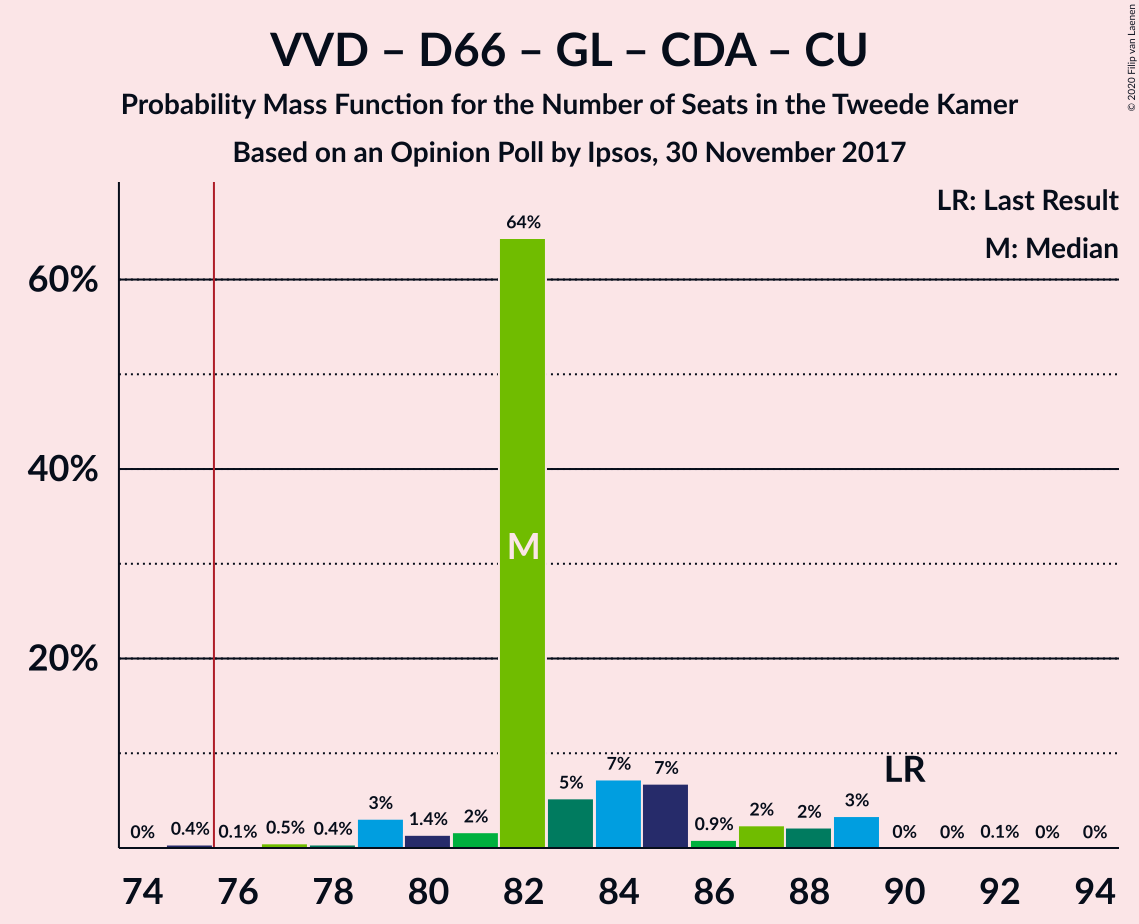 VVD – D66 – GL – CDA – CU
Probability Mass Function for the Number of Seats in the Tweede Kamer
Based on an Opinion Poll by Ipsos, 30 November 2017
© 2020 Filip van Laenen
LR: Last Result
M: Median
60%
40%
20%
0%
0.4%
0.1%
0.5%
0.4%
3%
1.4%
2%
64%
M
5%
7%
7%
0.9%
2%
2%
3%
LR
0%
0%
0.1%
0%
0%
74 76 78 80 82 84 86 88 90 92 94